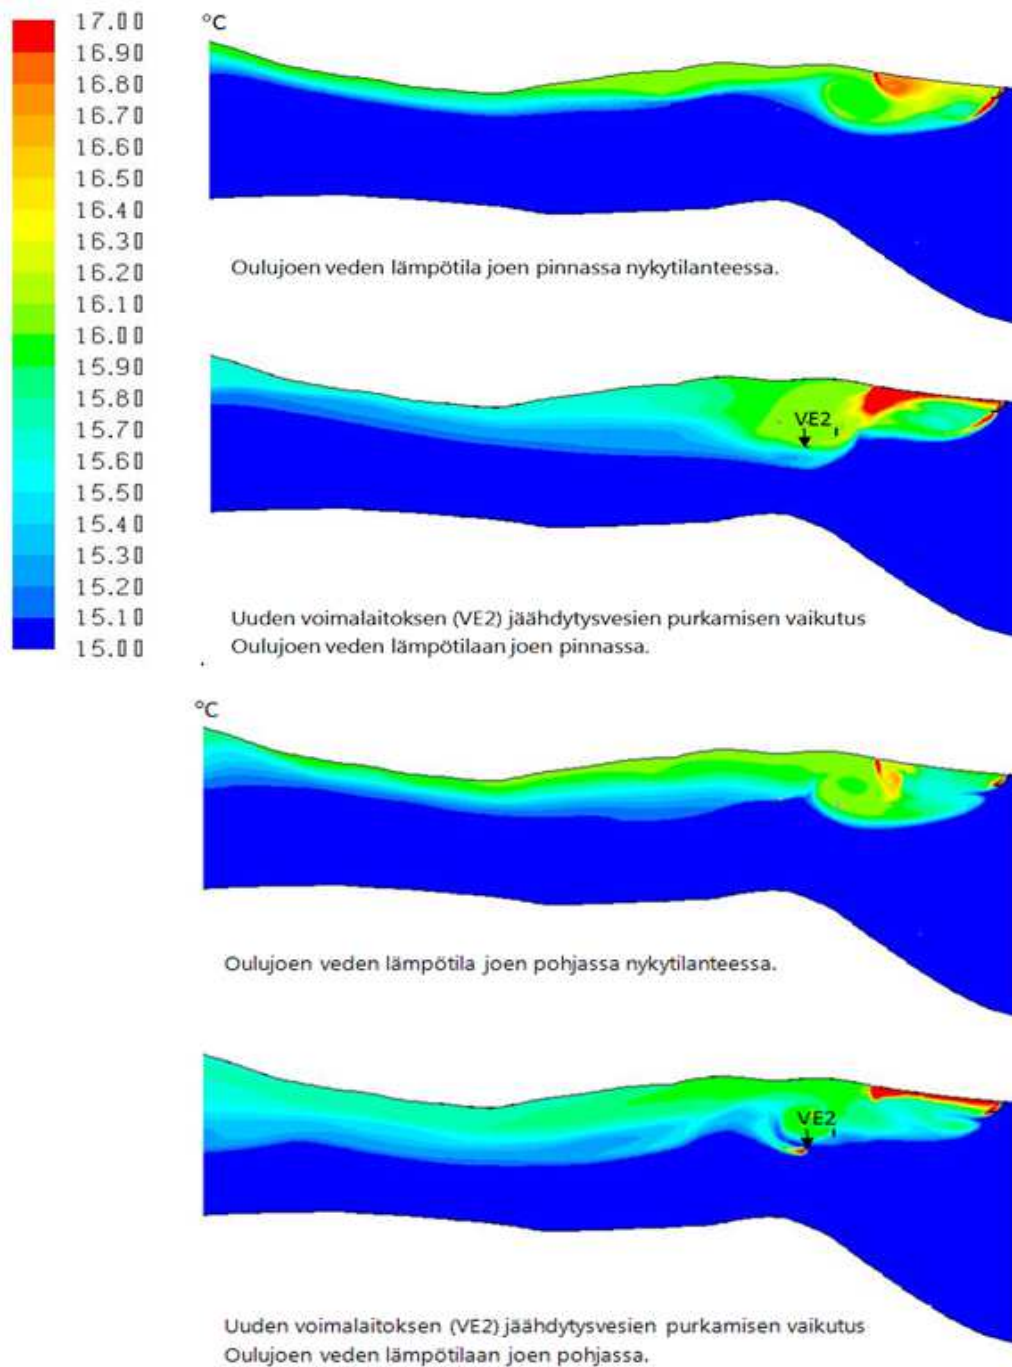 °C
17.00
16.90
16.80
16.70
16.60
16.50
16.40
16.30
16.20
16.10
16.00
15.90
15.80
15.70
15.60
15.50
15.40
15.30
15.20
15.10
15.00
Oulujoen veden lämpötila joen pinnassa nykytilanteessa.
VE2
Uuden voimalaitoksen (VE2) jäähdytysvesien purkamisen vaikutus
Oulujoen veden lämpötilaan joen pinnassa.
°C
Oulujoen veden lämpötila joen pohjassa nykytilanteessa.
VE2
Uuden voimalaitoksen (VE2) jäähdytysvesien purkamisen vaikutus
Oulujoen veden lämpötilaan joen pohjassa.